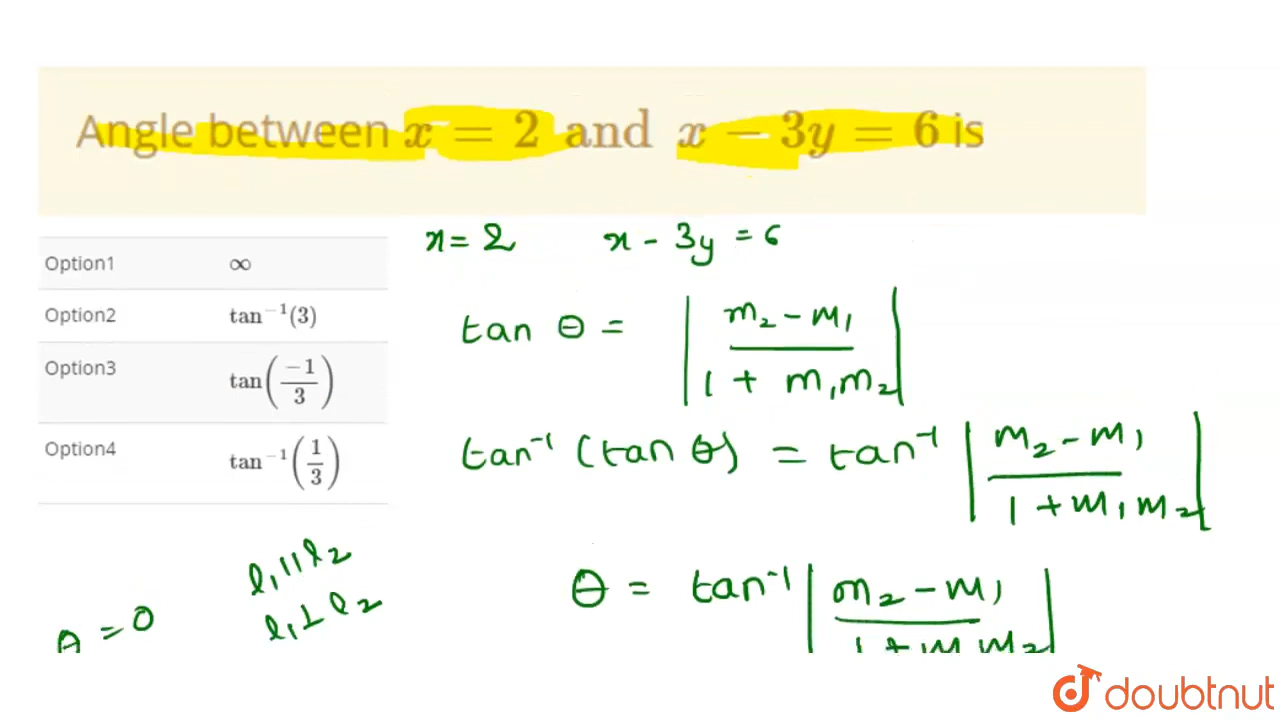 Angle between x = 2 and x − 3y = 6 is
x = 2 x - 3y = 6
Option1 ∞
Option2 tan⁻¹(3)
Option3 tan(−1/3)
Option4 tan⁻¹(1/3)
tan θ = | m₂ - m₁ / 1 + m₁m₂ |
tan⁻¹ (tan θ) = tan⁻¹ | m₂ - m₁ / 1 + m₁m₂ |
l₁ || l₂
l₁ ⊥ l₂
θ = 0
θ = tan⁻¹ | m₂ - m₁ / 1 + m₁m₂ |
doubtnut